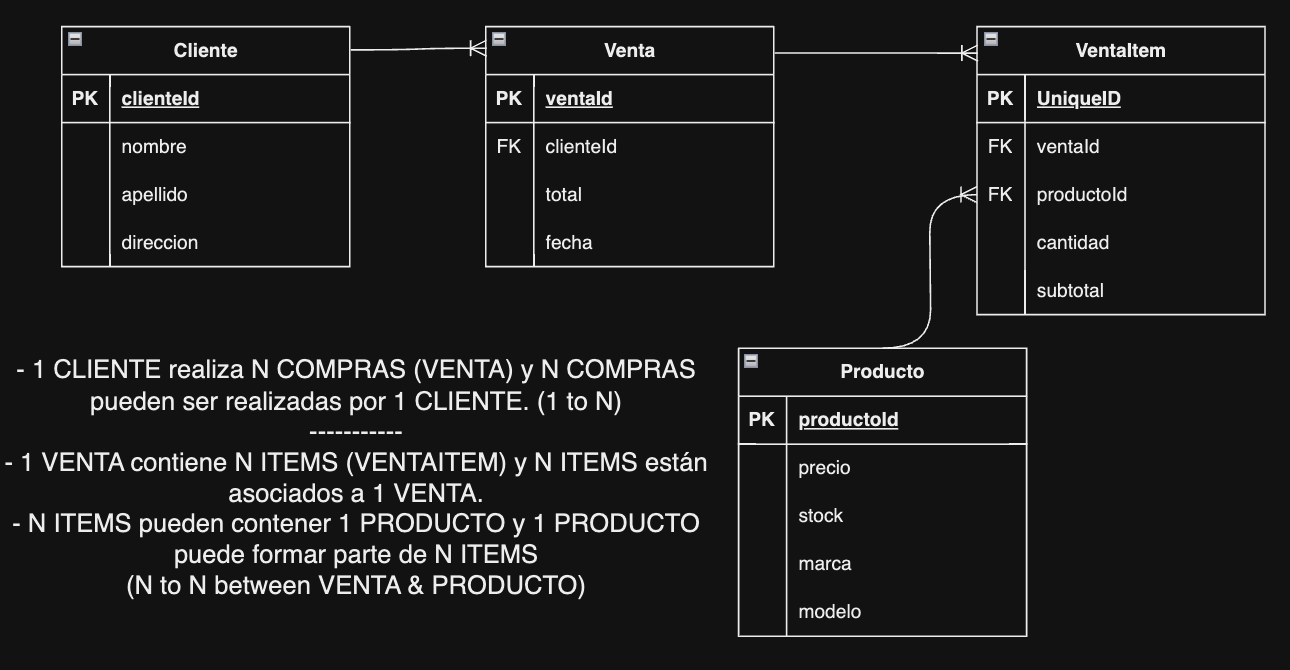 Cliente
PK clienteId
nombre
apellido
direccion
Venta
PK ventaId
FK clienteId
total
fecha
VentaItem
PK UniqueID
FK ventaId
FK productoId
cantidad
subtotal
- 1 CLIENTE realiza N COMPRAS (VENTA) y N COMPRAS
pueden ser realizadas por 1 CLIENTE. (1 to N)
-----------
- 1 VENTA contiene N ITEMS (VENTAITEM) y N ITEMS están
asociados a 1 VENTA.
- N ITEMS pueden contener 1 PRODUCTO y 1 PRODUCTO
puede formar parte de N ITEMS
(N to N between VENTA & PRODUCTO)
Producto
PK productoId
precio
stock
marca
modelo